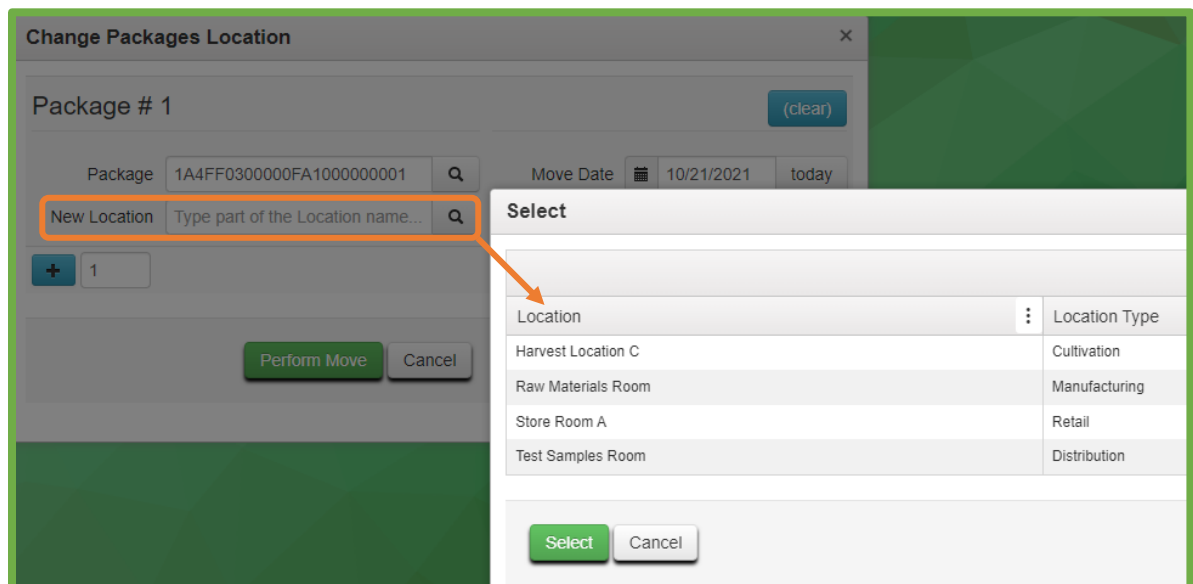 Change Packages Location ×
Package # 1 (clear)
Package 1A4FF0300000FA1000000001 Move Date 10/21/2021 today
New Location Type part of the Location name...
+ 1
Perform Move Cancel
Select
Location Location Type
Harvest Location C Cultivation
Raw Materials Room Manufacturing
Store Room A Retail
Test Samples Room Distribution
Select Cancel